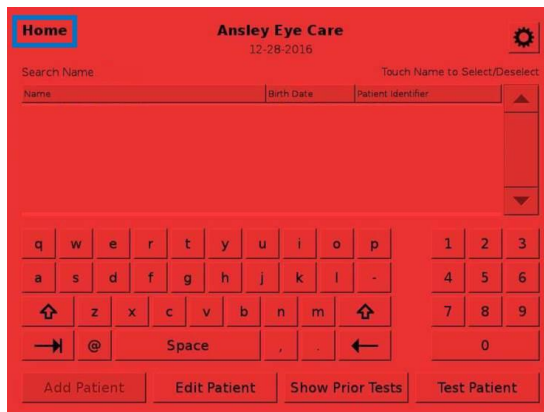 Home Ansley Eye Care
12-28-2016
Search Name Touch Name to Select/Deselect
Name Birth Date Patient Identifier
q w e r t y u i o p 1 2 3
a s d f g h j k l - 4 5 6
z x c v b n m 7 8 9
@ Space , . 0
Add Patient Edit Patient Show Prior Tests Test Patient